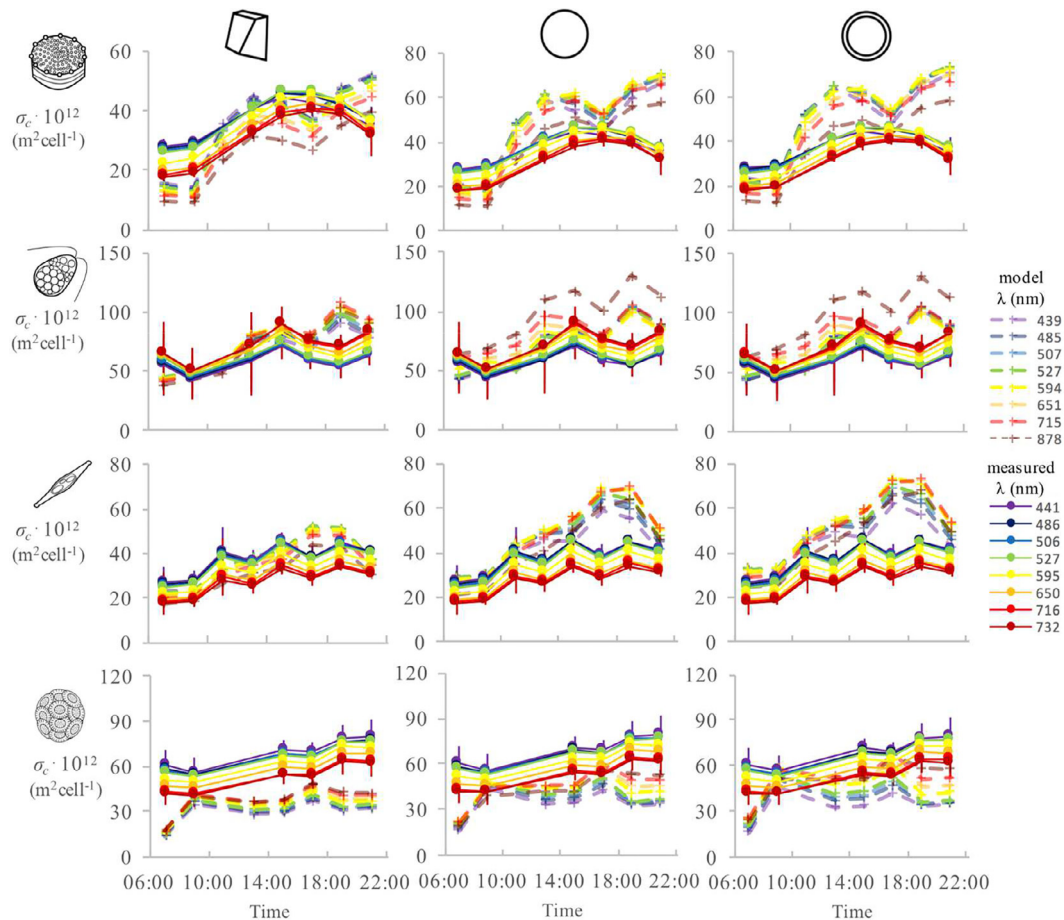 60 80 80
σc · 10¹² 40 60 60
(m²cell⁻¹) 20 40 40
20 20
0 0 0
150 150 150
σc · 10¹² 100 100 100
(m²cell⁻¹) 50 50 50
0 0 0
model
λ (nm)
439
485
507
527
594
651
715
878
80 80 80
σc · 10¹² 60 60 60
(m²cell⁻¹) 40 40 40
20 20 20
0 0 0
measured
λ (nm)
441
486
506
527
595
650
716
732
120 120 120
90 90 90
σc · 10¹² 60 60 60
(m²cell⁻¹) 30 30 30
0 0 0
06:00 10:00 14:00 18:00 22:00 06:00 10:00 14:00 18:00 22:00 06:00 10:00 14:00 18:00 22:00
Time Time Time